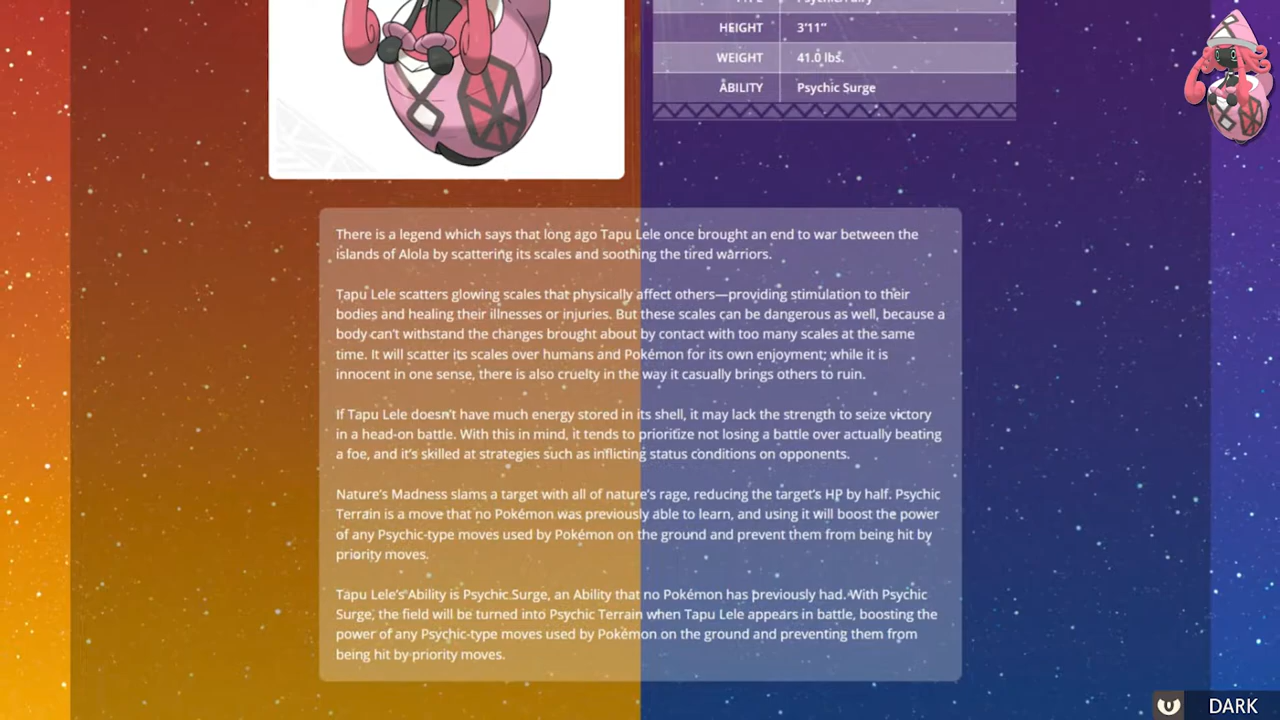 TYPE Psychic/Fairy
HEIGHT 3'11"
WEIGHT 41.0 lbs.
ABILITY Psychic Surge
There is a legend which says that long ago Tapu Lele once brought an end to war between the
islands of Alola by scattering its scales and soothing the tired warriors.
Tapu Lele scatters glowing scales that physically affect others—providing stimulation to their
bodies and healing their illnesses or injuries. But these scales can be dangerous as well, because a
body can't withstand the changes brought about by contact with too many scales at the same
time. It will scatter its scales over humans and Pokémon for its own enjoyment; while it is
innocent in one sense, there is also cruelty in the way it casually brings others to ruin.
If Tapu Lele doesn't have much energy stored in its shell, it may lack the strength to seize victory
in a head-on battle. With this in mind, it tends to prioritize not losing a battle over actually beating
a foe, and it's skilled at strategies such as inflicting status conditions on opponents.
Nature's Madness slams a target with all of nature's rage, reducing the target's HP by half. Psychic
Terrain is a move that no Pokémon was previously able to learn, and using it will boost the power
of any Psychic-type moves used by Pokémon on the ground and prevent them from being hit by
priority moves.
Tapu Lele's Ability is Psychic Surge, an Ability that no Pokémon has previously had. With Psychic
Surge, the field will be turned into Psychic Terrain when Tapu Lele appears in battle, boosting the
power of any Psychic-type moves used by Pokémon on the ground and preventing them from
being hit by priority moves.
DARK